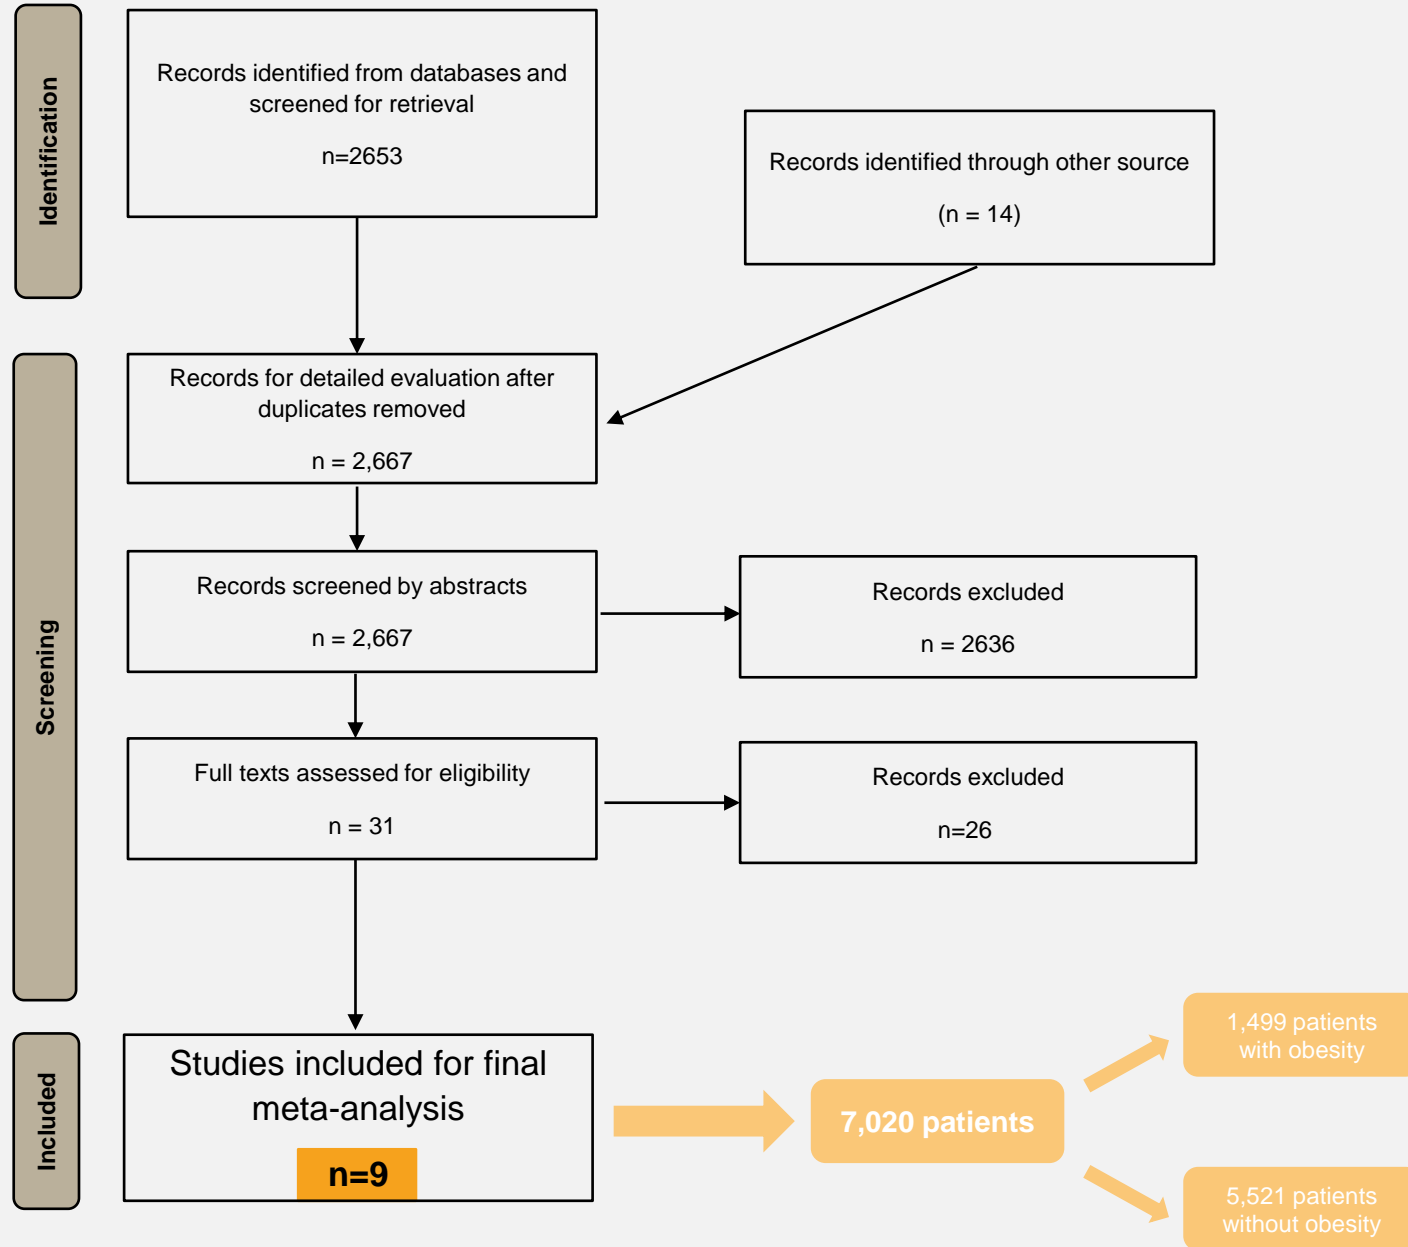 Identification
Records identified from databases and
screened for retrieval
n=2653
Records identified through other source
(n = 14)
Screening
Records for detailed evaluation after
duplicates removed
n = 2,667
Records screened by abstracts
n = 2,667
Records excluded
n = 2636
Full texts assessed for eligibility
n = 31
Records excluded
n=26
Included
Studies included for final
meta-analysis
n=9
7,020 patients
1,499 patients
with obesity
5,521 patients
without obesity